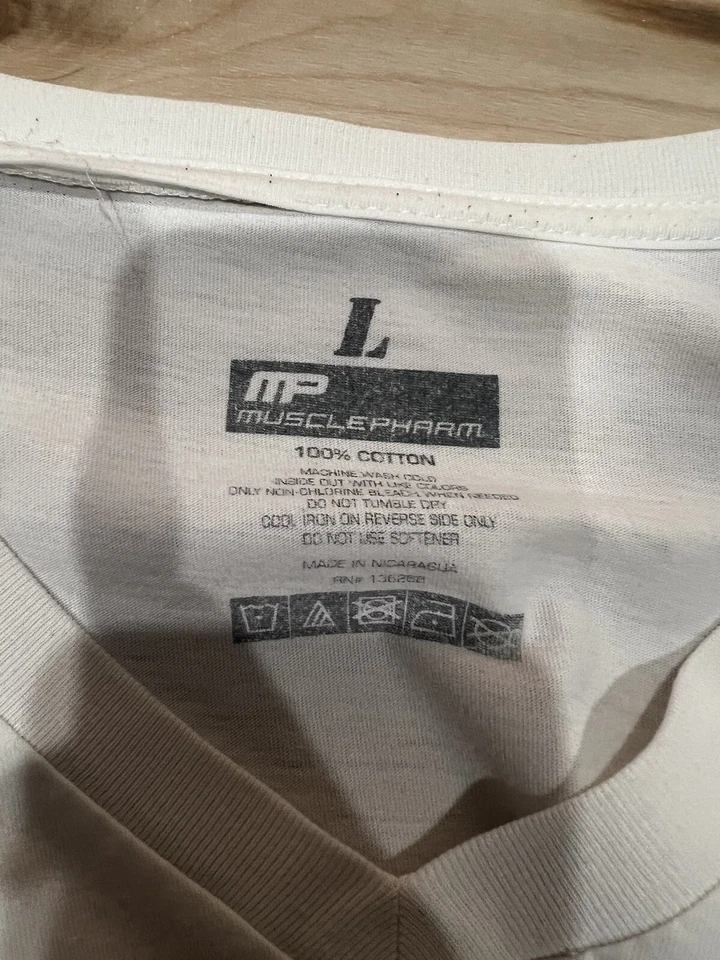 L
MP
MUSCLEPHARM
100% COTTON
MACHINE WASH COLD
INSIDE OUT WITH LIKE COLORS
ONLY NON-CHLORINE BLEACH WHEN NEEDED
DO NOT TUMBLE DRY
COOL IRON ON REVERSE SIDE ONLY
DO NOT USE SOFTENER
MADE IN NICARAGUA
RN#